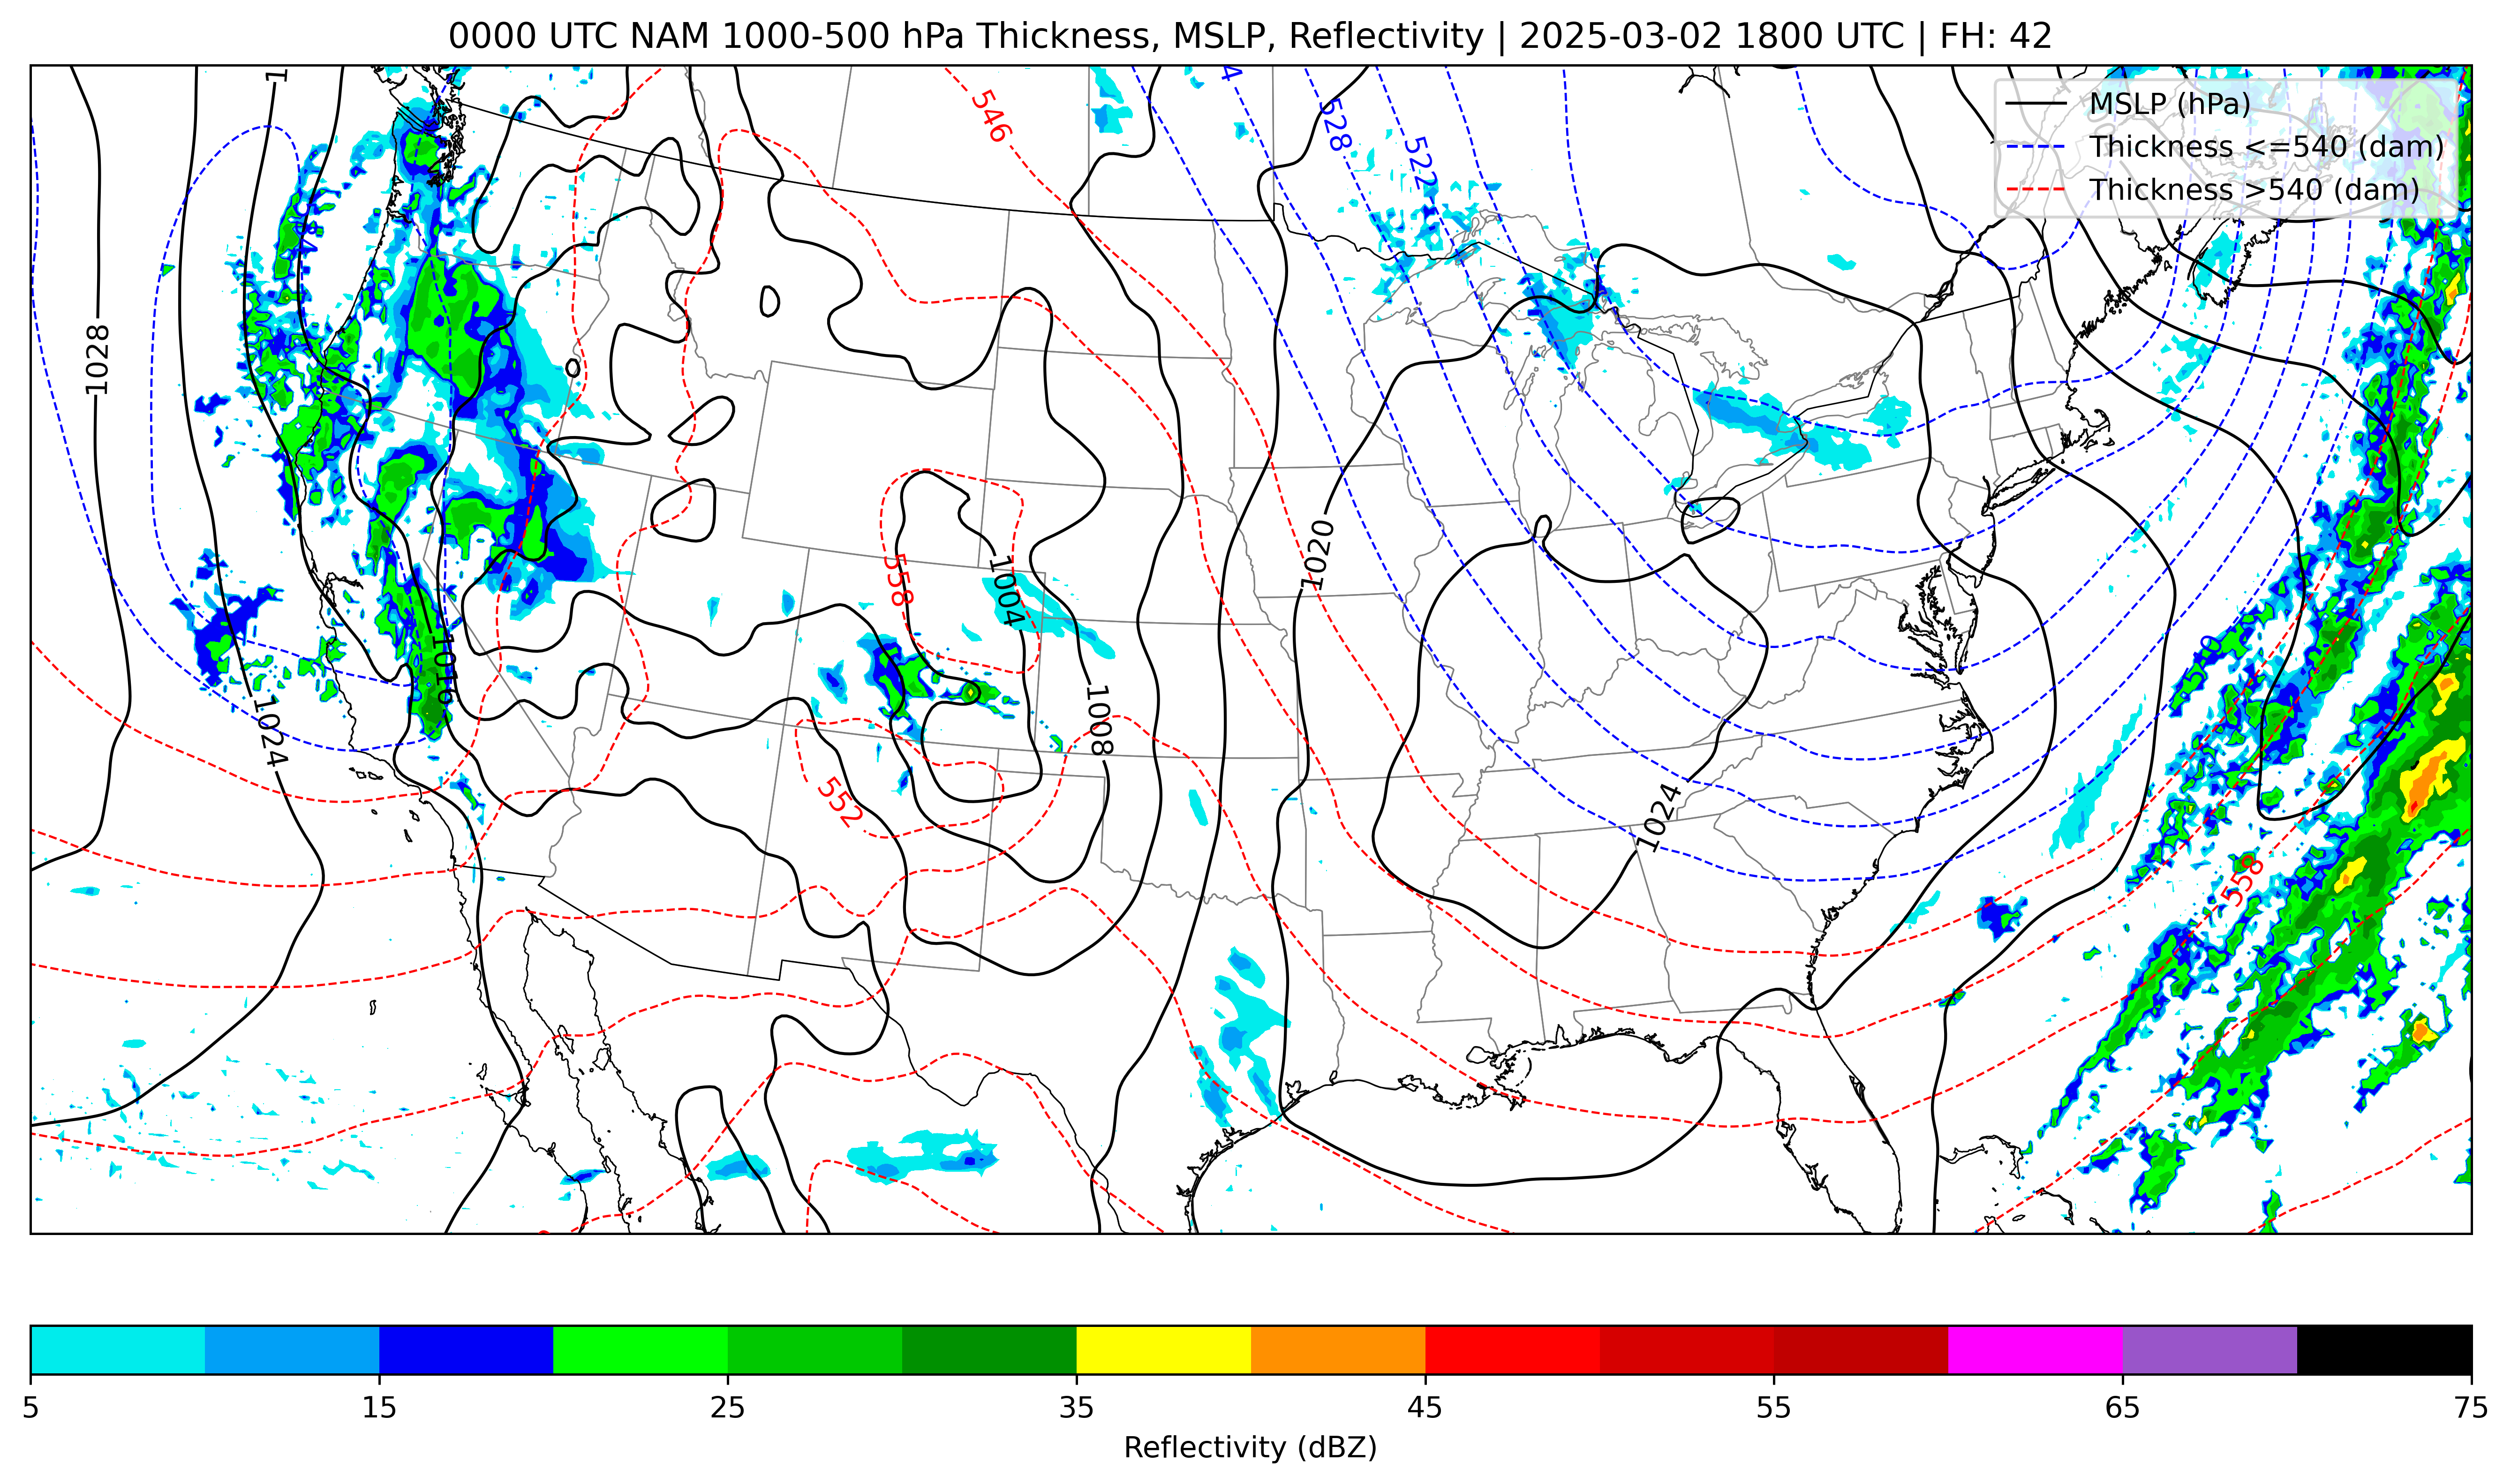 0000 UTC NAM 1000-500 hPa Thickness, MSLP, Reflectivity | 2025-03-02 1800 UTC | FH: 42
MSLP (hPa)
Thickness <=540 (dam)
Thickness >540 (dam)
546
528
522
1028
1020
558
1004
1016
1024
1008
552
1024
558
5 15 25 35 45 55 65 75
Reflectivity (dBZ)